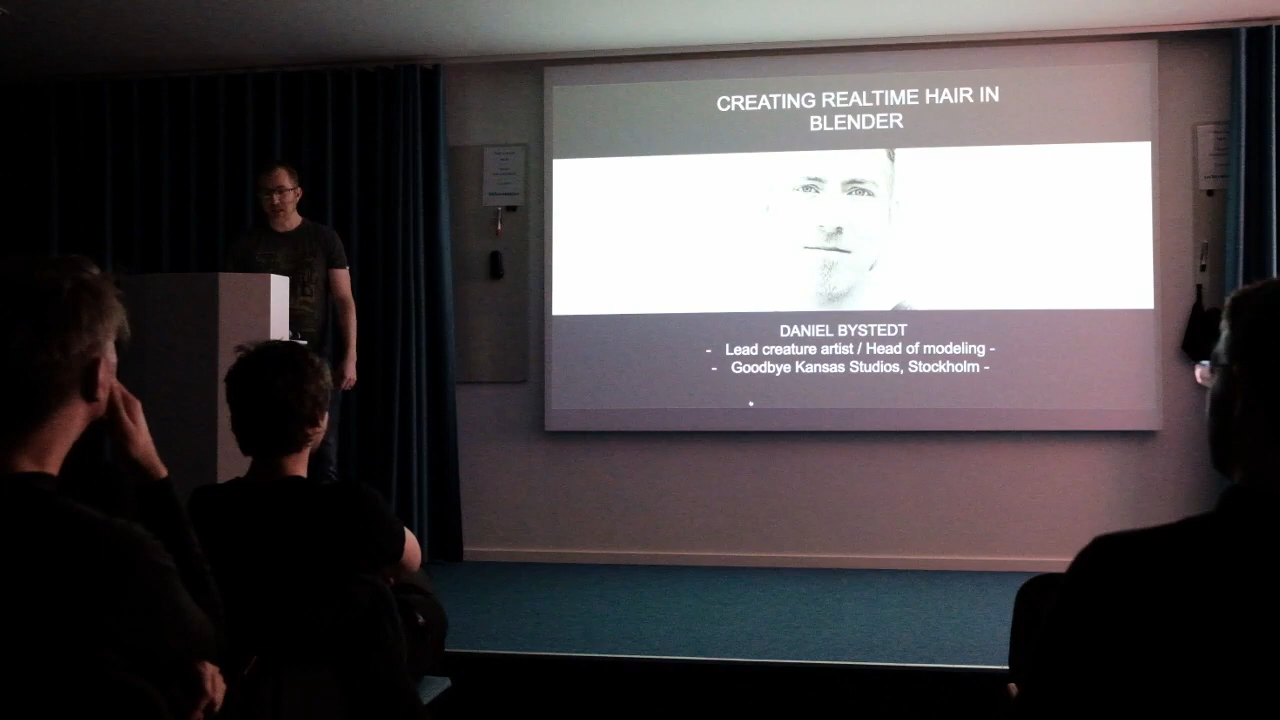 CREATING REALTIME HAIR IN
BLENDER
DANIEL BYSTEDT
- Lead creature artist / Head of modeling -
- Goodbye Kansas Studios, Stockholm -